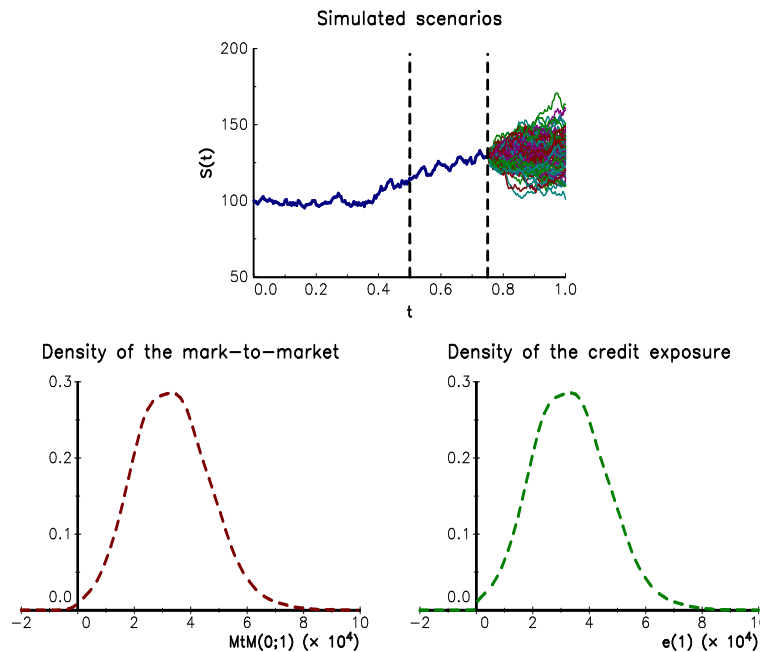 Simulated scenarios
200
150
100
50
S(t)
0.0 0.2 0.4 0.6 0.8 1.0
t
Density of the mark-to-market
0.3
0.2
0.1
0.0
-2 0 2 4 6 8 10
MtM(0;1) (× 10⁴)
Density of the credit exposure
0.3
0.2
0.1
0.0
-2 0 2 4 6 8 10
e(1) (× 10⁴)